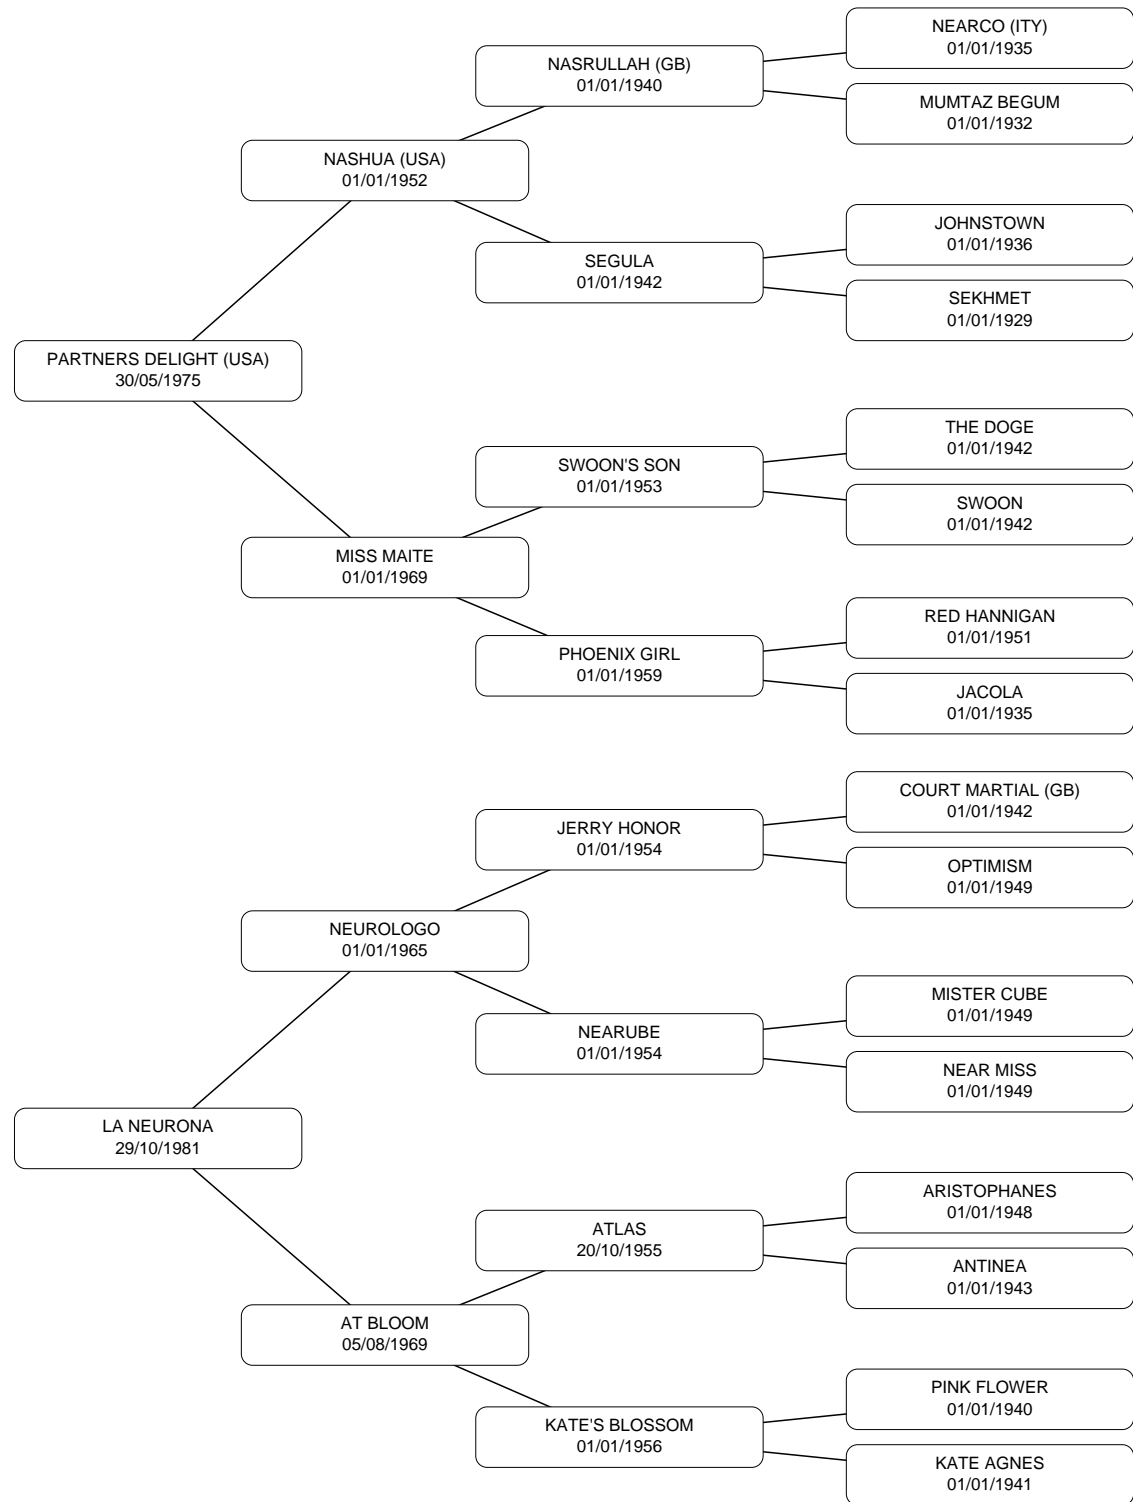 NEARCO (ITY)
01/01/1935
NASRULLAH (GB)
01/01/1940
MUMTAZ BEGUM
01/01/1932
NASHUA (USA)
01/01/1952
JOHNSTOWN
01/01/1936
SEGULA
01/01/1942
SEKHMET
01/01/1929
PARTNERS DELIGHT (USA)
30/05/1975
THE DOGE
01/01/1942
SWOON'S SON
01/01/1953
SWOON
01/01/1942
MISS MAITE
01/01/1969
RED HANNIGAN
01/01/1951
PHOENIX GIRL
01/01/1959
JACOLA
01/01/1935
COURT MARTIAL (GB)
01/01/1942
JERRY HONOR
01/01/1954
OPTIMISM
01/01/1949
NEUROLOGO
01/01/1965
MISTER CUBE
01/01/1949
NEARUBE
01/01/1954
NEAR MISS
01/01/1949
LA NEURONA
29/10/1981
ARISTOPHANES
01/01/1948
ATLAS
20/10/1955
ANTINEA
01/01/1943
AT BLOOM
05/08/1969
PINK FLOWER
01/01/1940
KATE'S BLOSSOM
01/01/1956
KATE AGNES
01/01/1941